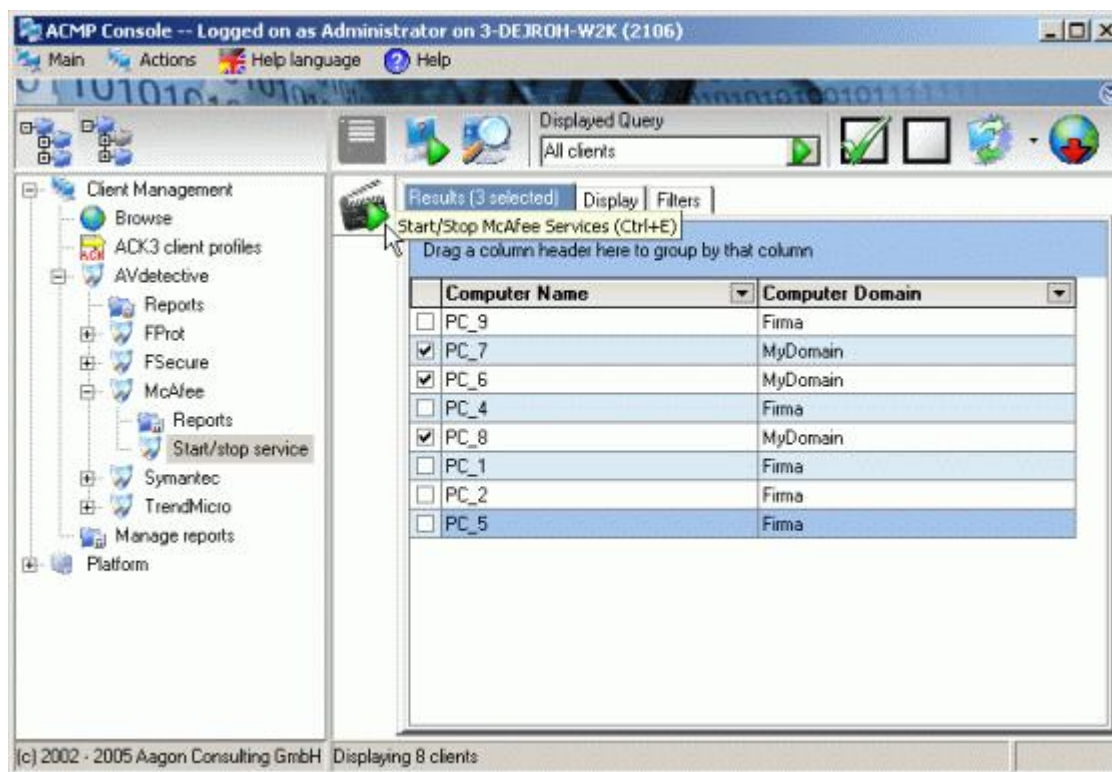 ACMP Console -- Logged on as Administrator on 3-DEJROH-W2K (2106)
Main Actions Help language Help
Displayed Query
All clients
Client Management
Browse
ACK3 client profiles
AVdetective
Reports
FProt
FSecure
McAfee
Reports
Start/stop service
Symantec
TrendMicro
Manage reports
Platform
Results (3 selected) Display Filters
Start/Stop McAfee Services (Ctrl+E)
Drag a column header here to group by that column
Computer Name Computer Domain
PC_9 Firma
PC_7 MyDomain
PC_6 MyDomain
PC_4 Firma
PC_8 MyDomain
PC_1 Firma
PC_2 Firma
PC_5 Firma
(c) 2002 - 2005 Aagon Consulting GmbH Displaying 8 clients